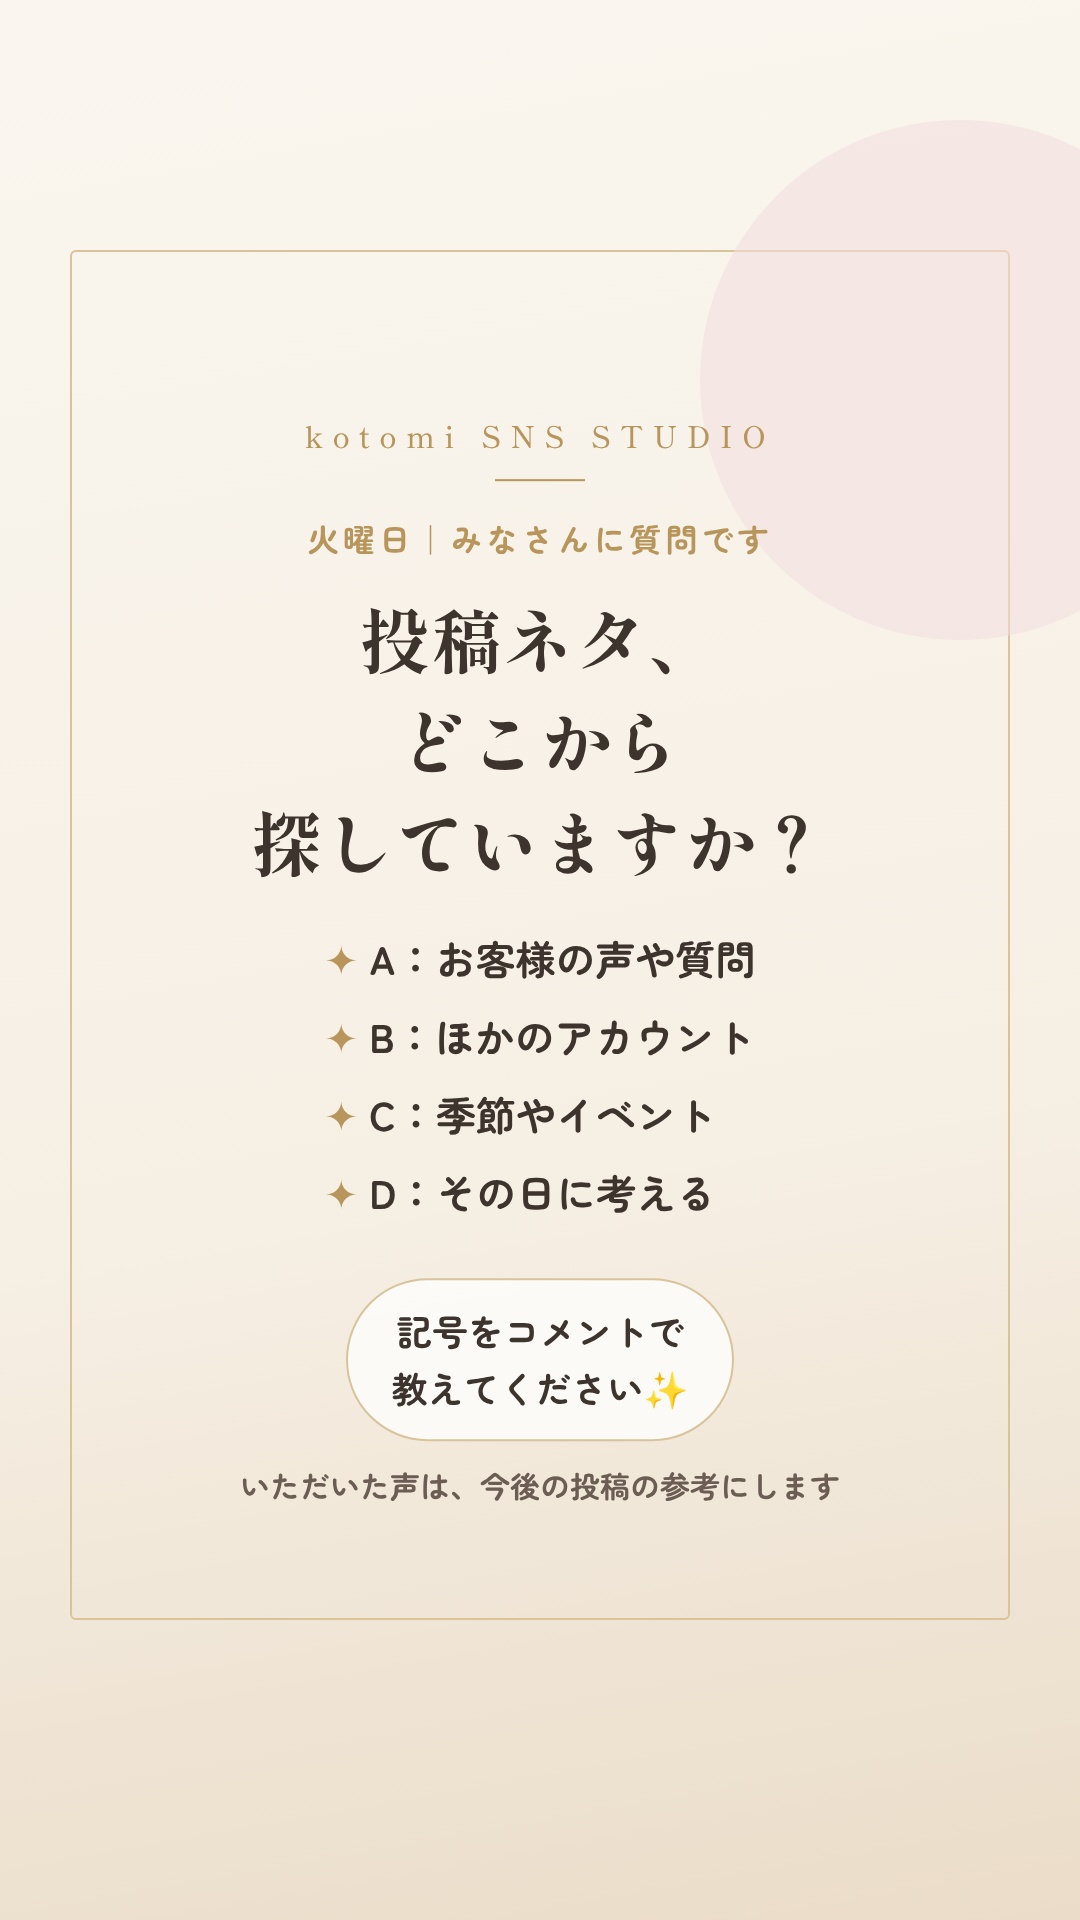 kotomi SNS STUDIO
火曜日｜みなさんに質問です
投稿ネタ、
どこから
探していますか？
✦ A：お客様の声や質問
✦ B：ほかのアカウント
✦ C：季節やイベント
✦ D：その日に考える
記号をコメントで
教えてください✨
いただいた声は、今後の投稿の参考にします